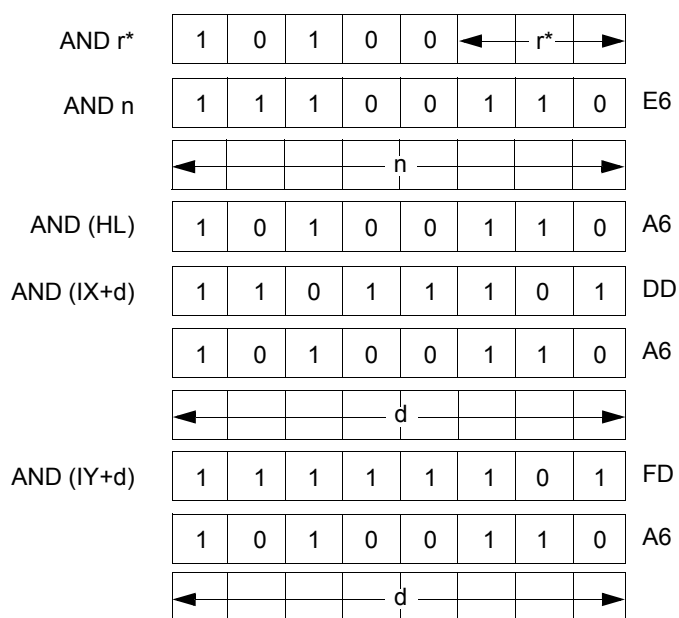 AND r* 1 0 1 0 0 r*
AND n 1 1 1 0 0 1 1 0 E6
n
AND (HL) 1 0 1 0 0 1 1 0 A6
AND (IX+d) 1 1 0 1 1 1 0 1 DD
1 0 1 0 0 1 1 0 A6
d
AND (IY+d) 1 1 1 1 1 1 0 1 FD
1 0 1 0 0 1 1 0 A6
d